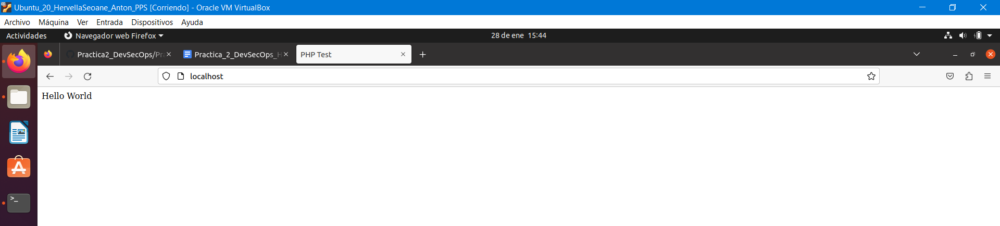 Ubuntu_20_HervellaSeoane_Anton_PPS [Corriendo] - Oracle VM VirtualBox
Archivo Máquina Ver Entrada Dispositivos Ayuda
Actividades Navegador web Firefox 28 de ene 15:44
Practica2_DevSecOps/Pra Practica_2_DevSecOps_H PHP Test
localhost
Hello World
>_